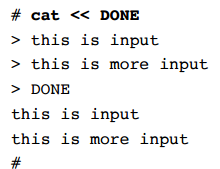 # cat << DONE
> this is input
> this is more input
> DONE
this is input
this is more input
#